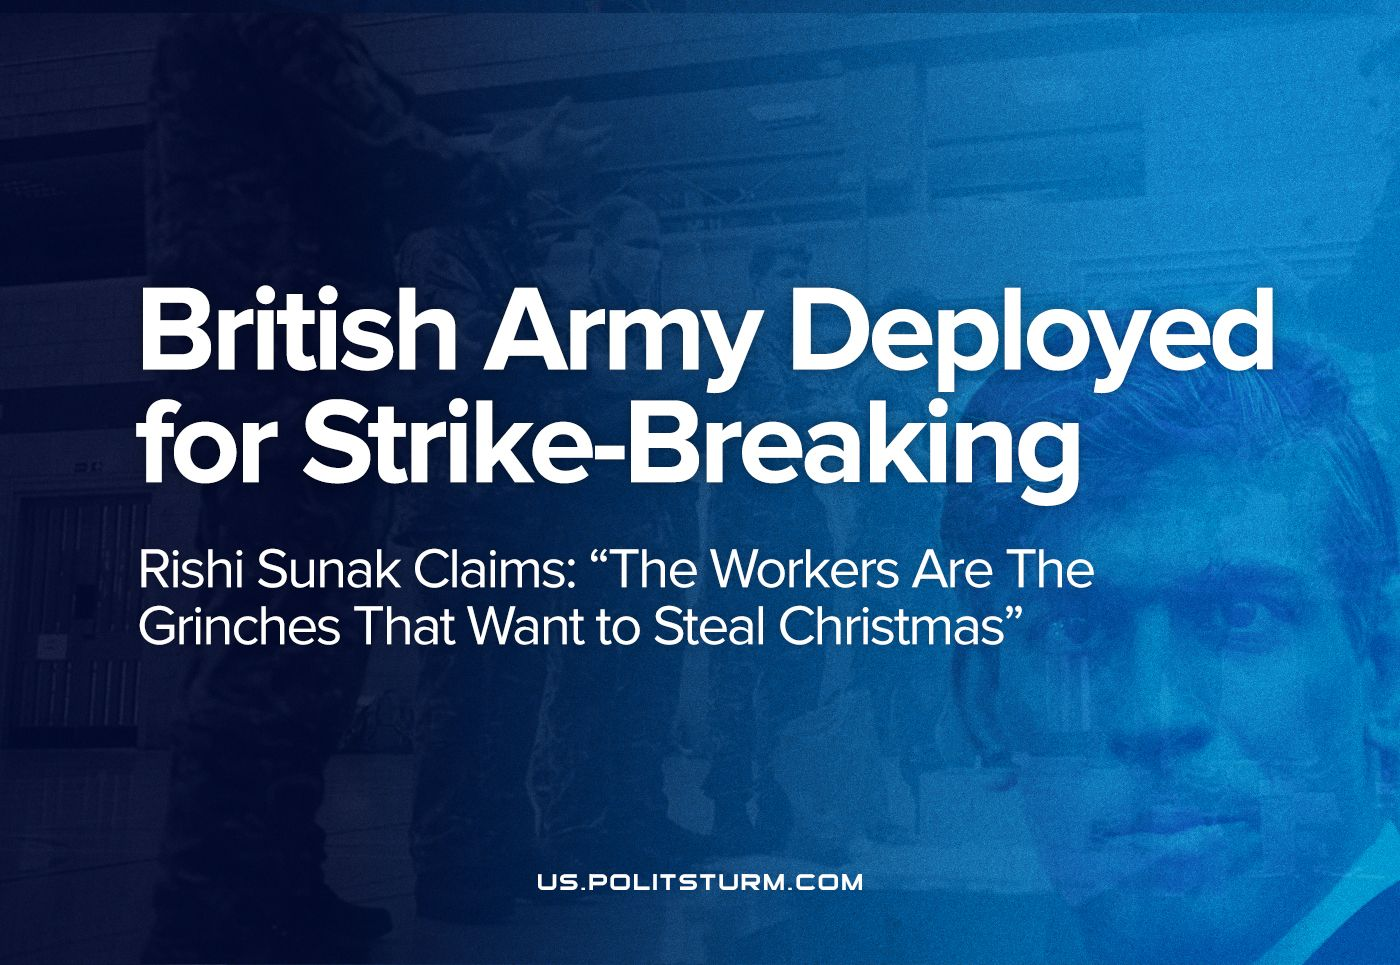 British Army Deployed
for Strike-Breaking
Rishi Sunak Claims: “The Workers Are The
Grinches That Want to Steal Christmas”
US.POLITSTURM.COM